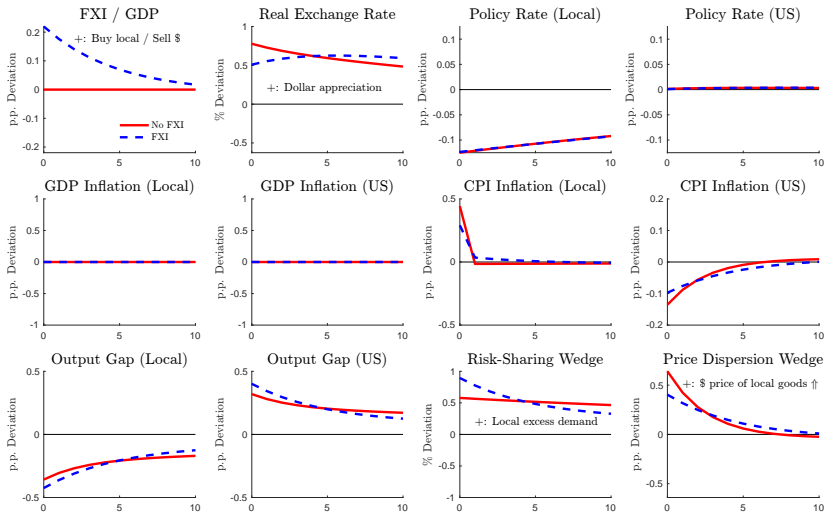 FXI / GDP
Real Exchange Rate
Policy Rate (Local)
Policy Rate (US)
p.p. Deviation
0.2
0.1
0
-0.1
-0.2
+: Buy local / Sell $
No FXI
FXI
0
5
10
% Deviation
1
0.5
0
-0.5
+: Dollar appreciation
0
5
10
p.p. Deviation
0.1
0.05
0
-0.05
-0.1
0
5
10
p.p. Deviation
0.1
0.05
0
-0.05
-0.1
0
5
10
GDP Inflation (Local)
GDP Inflation (US)
CPI Inflation (Local)
CPI Inflation (US)
p.p. Deviation
1
0.5
0
-0.5
-1
0
5
10
p.p. Deviation
1
0.5
0
-0.5
-1
0
5
10
p.p. Deviation
0.5
0
-0.5
0
5
10
p.p. Deviation
0.2
0.1
0
-0.1
-0.2
0
5
10
Output Gap (Local)
Output Gap (US)
Risk-Sharing Wedge
Price Dispersion Wedge
p.p. Deviation
0.5
0
-0.5
0
5
10
p.p. Deviation
0.5
0
-0.5
0
5
10
% Deviation
1
0.5
0
-0.5
-1
+: Local excess demand
0
5
10
p.p. Deviation
0.5
0
-0.5
+: $ price of local goods ⇑
0
5
10